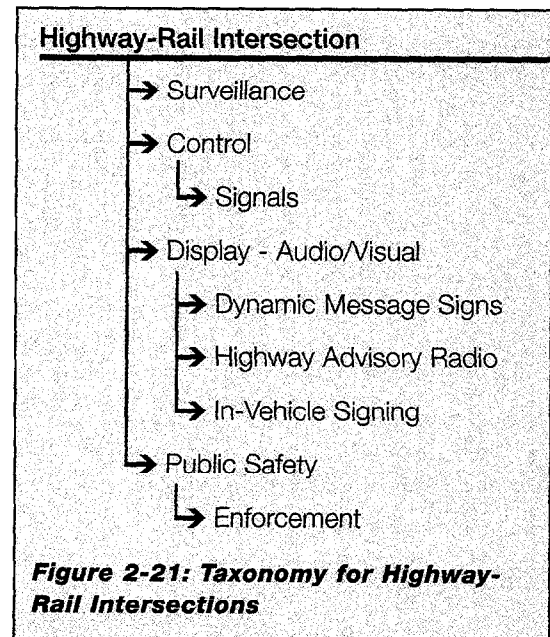 Highway-Rail Intersection
Surveillance
Control
Signals
Display - Audio/Visual
Dynamic Message Signs
Highway Advisory Radio
In-Vehicle Signing
Public Safety
Enforcement
Figure 2-21: Taxonomy for Highway-
Rail Intersections